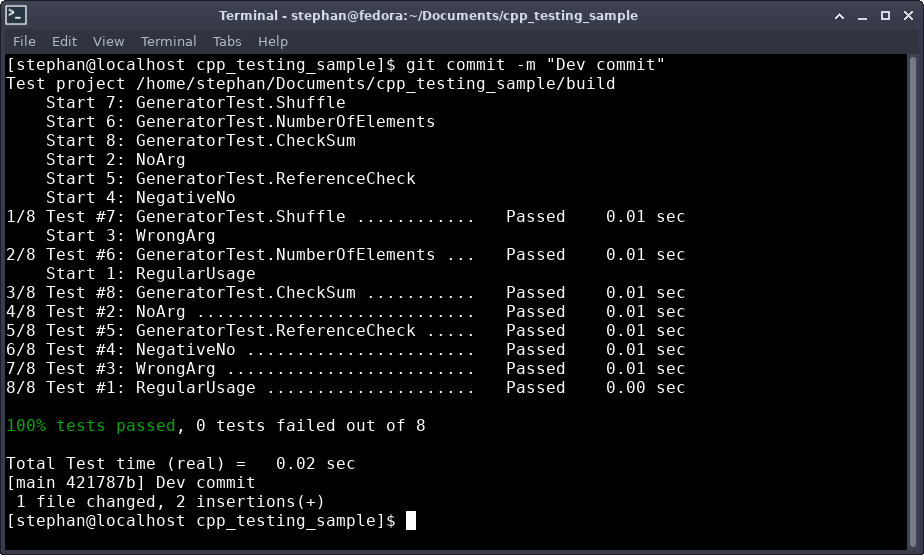 Terminal - stephan@fedora:~/Documents/cpp_testing_sample
File Edit View Terminal Tabs Help
[stephan@localhost cpp_testing_sample]$ git commit -m "Dev commit"
Test project /home/stephan/Documents/cpp_testing_sample/build
    Start 7: GeneratorTest.Shuffle
    Start 6: GeneratorTest.NumberOfElements
    Start 8: GeneratorTest.CheckSum
    Start 2: NoArg
    Start 5: GeneratorTest.ReferenceCheck
    Start 4: NegativeNo
1/8 Test #7: GeneratorTest.Shuffle ............   Passed    0.01 sec
    Start 3: WrongArg
2/8 Test #6: GeneratorTest.NumberOfElements ...   Passed    0.01 sec
    Start 1: RegularUsage
3/8 Test #8: GeneratorTest.CheckSum ...........   Passed    0.01 sec
4/8 Test #2: NoArg ............................   Passed    0.01 sec
5/8 Test #5: GeneratorTest.ReferenceCheck .....   Passed    0.01 sec
6/8 Test #4: NegativeNo .......................   Passed    0.01 sec
7/8 Test #3: WrongArg .........................   Passed    0.01 sec
8/8 Test #1: RegularUsage .....................   Passed    0.00 sec

100% tests passed, 0 tests failed out of 8

Total Test time (real) =   0.02 sec
[main 421787b] Dev commit
 1 file changed, 2 insertions(+)
[stephan@localhost cpp_testing_sample]$